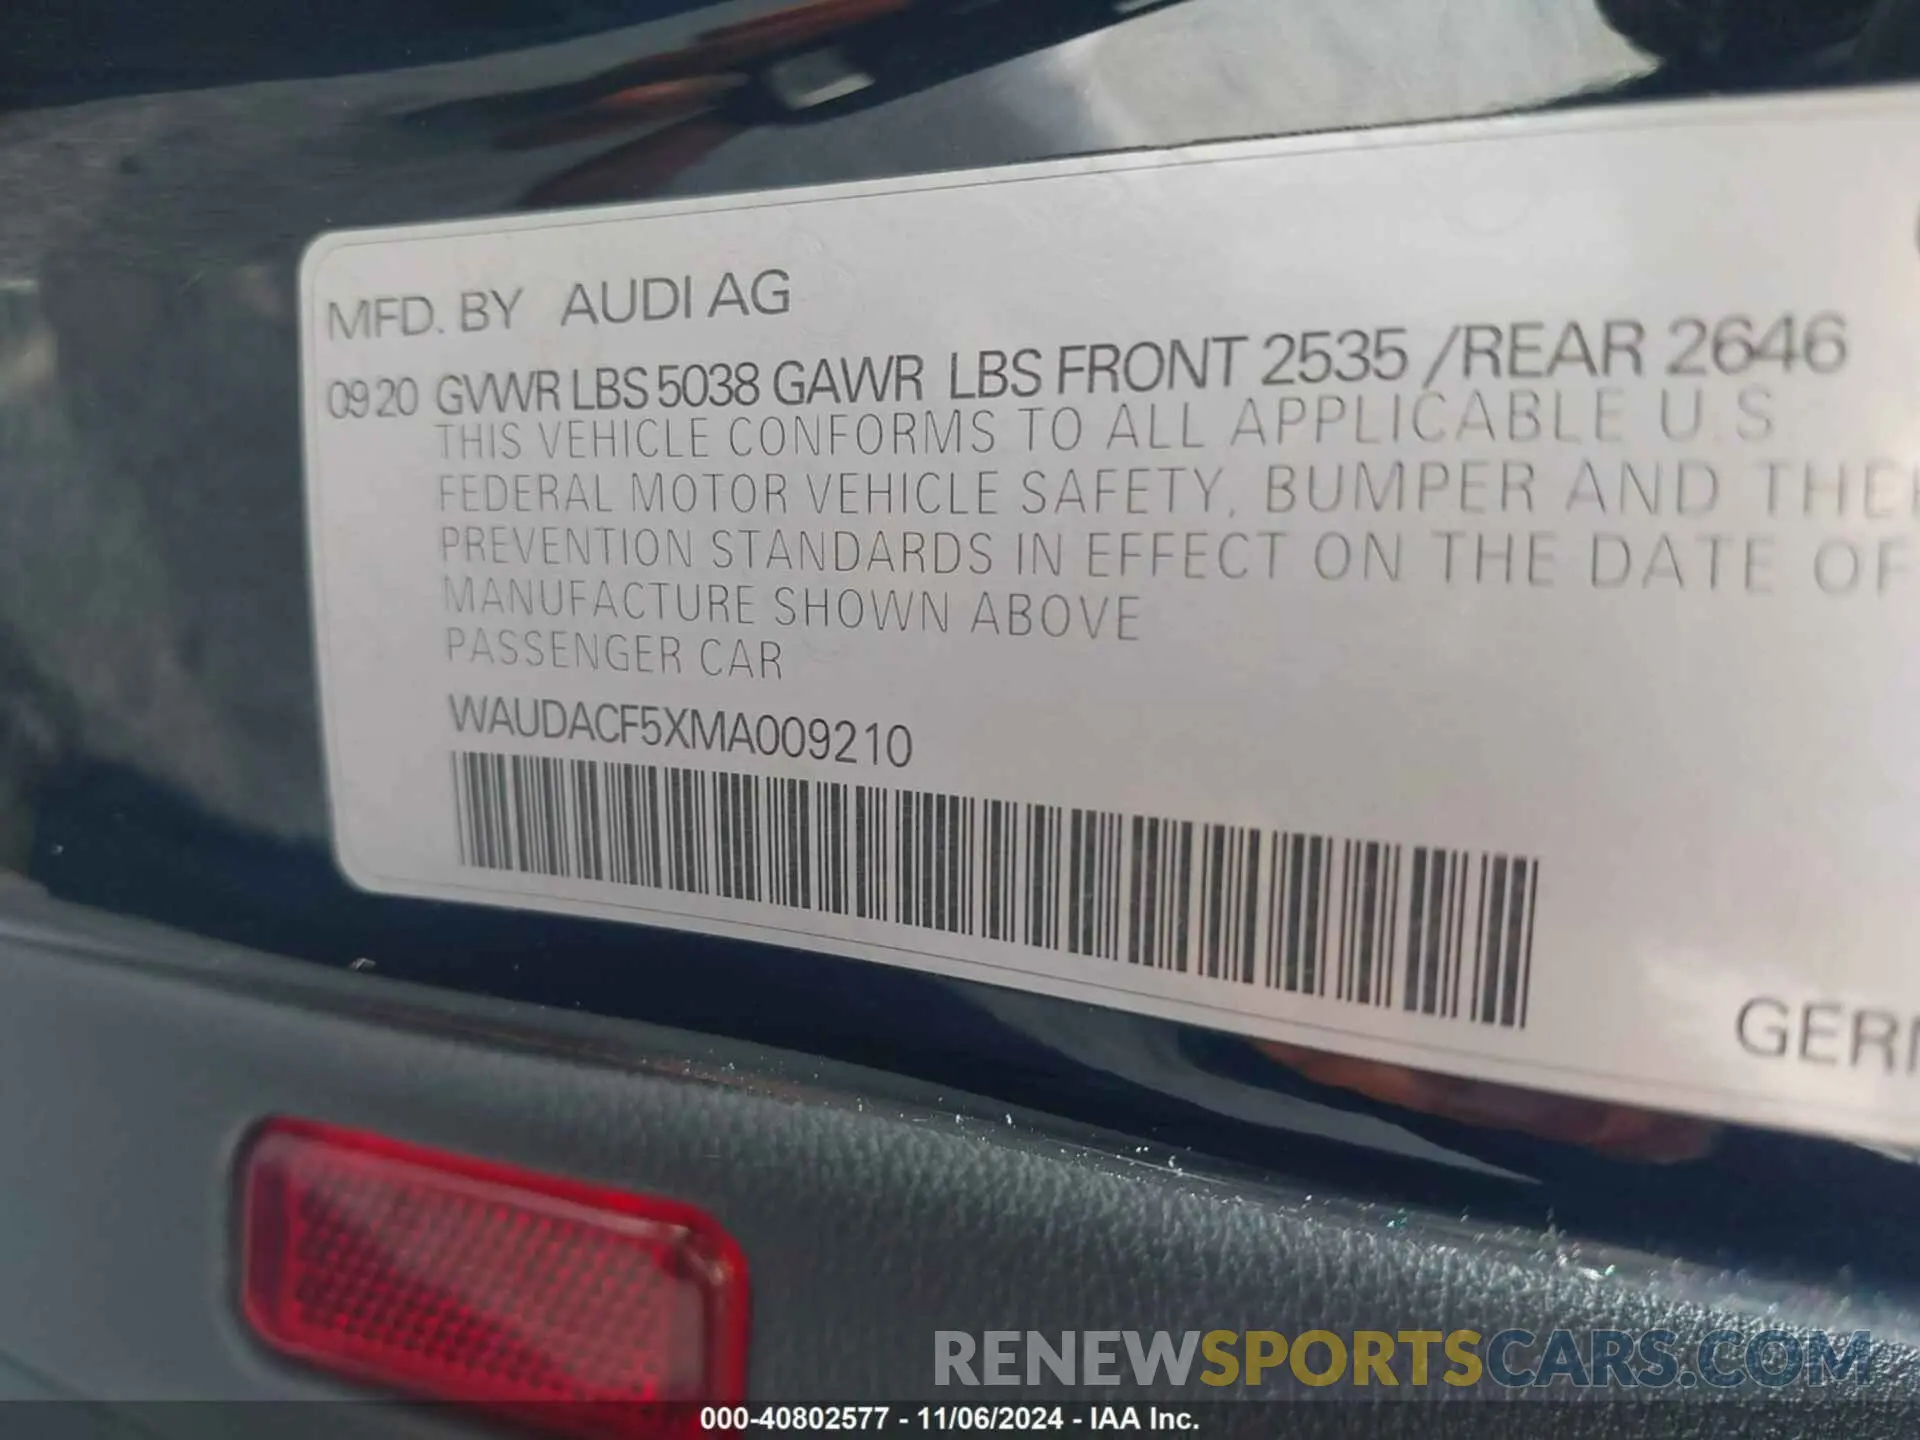 MFD. BY AUDI AG
09 20 GVWR LBS 5038 GAWR LBS FRONT 2535 /REAR 2646
THIS VEHICLE CONFORMS TO ALL APPLICABLE U.S.
FEDERAL MOTOR VEHICLE SAFETY, BUMPER AND
PREVENTION STANDARDS IN EFFECT ON THE DATE OF
MANUFACTURE SHOWN ABOVE
PASSENGER CAR
WAUDACF5XMA009210
RENEWSPORTSCARS.COM
000-40802577 - 11/06/2024 - IAA Inc.